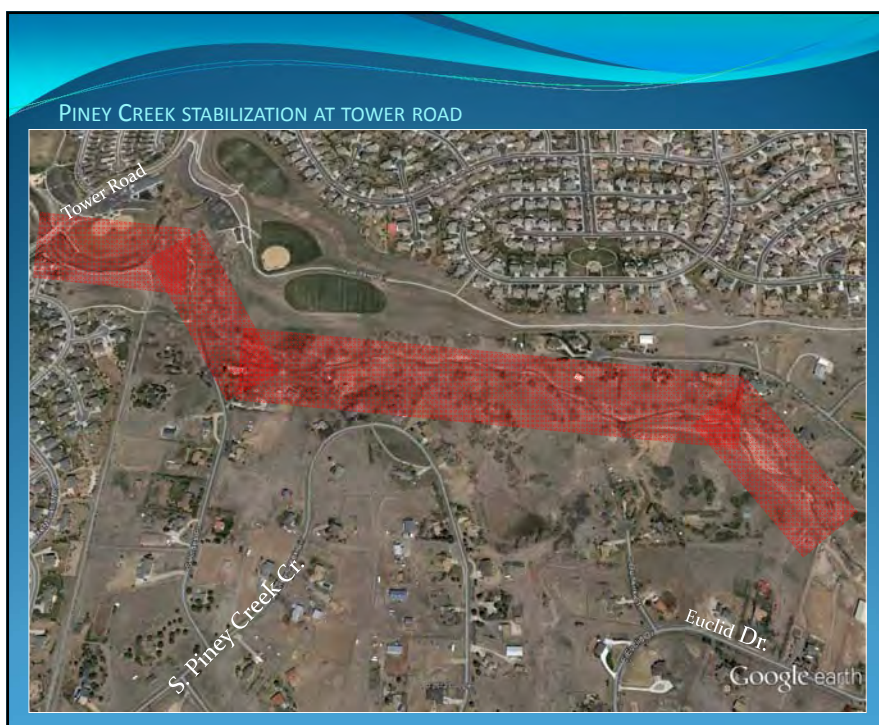 PINEY CREEK STABILIZATION AT TOWER ROAD
Tower Road
S. Piney Creek Cr.
Euclid Dr.
Google earth